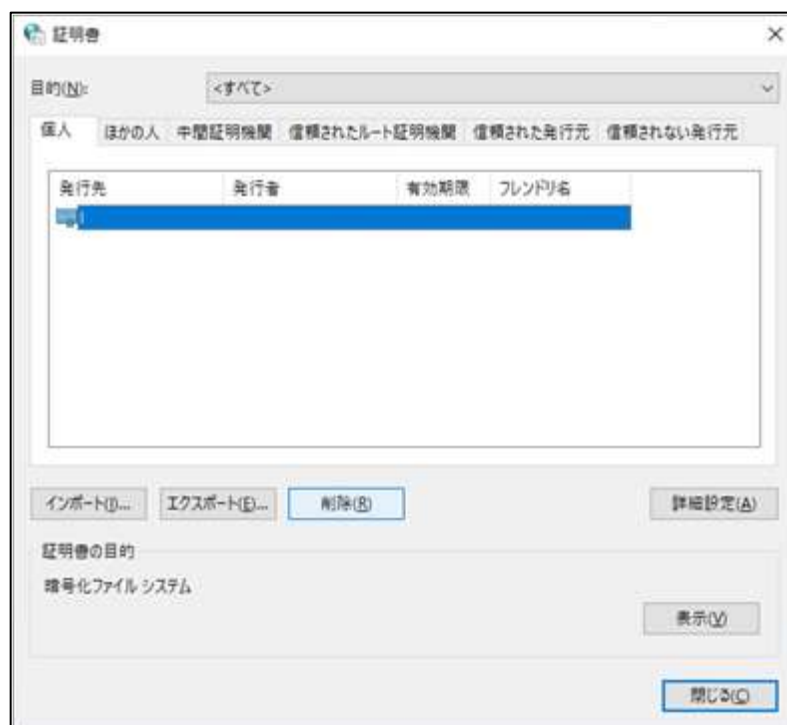 証明書
目的(N): <すべて>
個人 ほかの人 中間証明機関 信頼されたルート証明機関 信頼された発行元 信頼されない発行元
発行先 発行者 有効期限 フレンドリ名
インポート(I)... エクスポート(E)... 削除(R) 詳細設定(A)
証明書の目的
暗号化ファイル システム
表示(V)
閉じる(C)